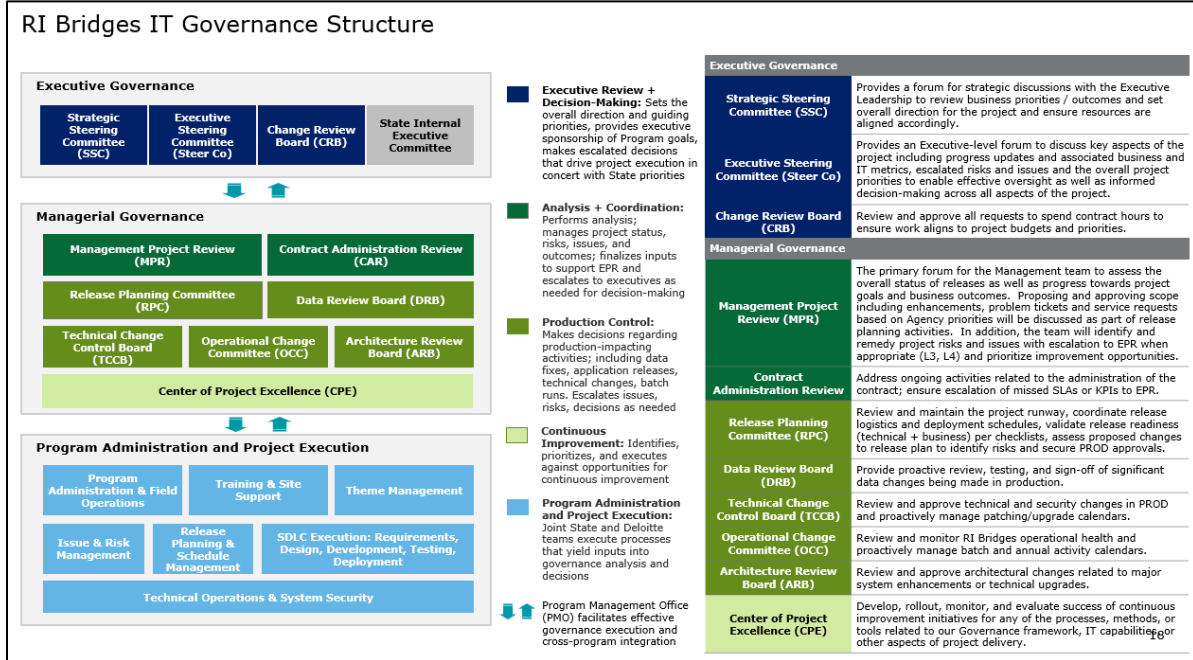 RI Bridges IT Governance Structure
Executive Governance
Strategic
Steering
Committee
(SSC)
Executive
Steering
Committee
(Steer Co)
Change Review
Board (CRB)
State Internal
Executive
Committee
Managerial Governance
Management Project Review
(MPR)
Contract Administration Review
(CAR)
Release Planning Committee
(RPC)
Data Review Board (DRB)
Technical Change
Control Board
(TCCB)
Operational Change
Committee (OCC)
Architecture Review
Board (ARB)
Center of Project Excellence (CPE)
Program Administration and Project Execution
Program
Administration & Field
Operations
Training & Site
Support
Theme Management
Issue & Risk
Management
Release
Planning &
Schedule
Management
SDLC Execution: Requirements,
Design, Development, Testing,
Deployment
Technical Operations & System Security
Executive Review +
Decision-Making: Sets the
overall direction and guiding
priorities, provides executive
sponsorship of Program goals,
makes escalated decisions
that drive project execution in
concert with State priorities
Analysis + Coordination:
Performs analysis;
manages project status,
risks, issues, and
outcomes; finalizes inputs
to support EPR and
escalates to executives as
needed for decision-making
Production Control:
Makes decisions regarding
production-impacting
activities; including data
fixes, application releases,
technical changes, batch
runs. Escalates issues,
risks, decisions as needed
Continuous
Improvement: Identifies,
prioritizes, and executes
against opportunities for
continuous improvement
Program Administration
and Project Execution:
Joint State and Deloitte
teams execute processes
that yield inputs into
governance analysis and
decisions
Program Management Office
(PMO) facilitates effective
governance execution and
cross-program integration
Executive Governance
Strategic Steering
Committee (SSC)
Provides a forum for strategic discussions with the Executive
Leadership to review business priorities / outcomes and set
overall direction for the project and ensure resources are
aligned accordingly.
Executive Steering
Committee (Steer Co)
Provides an Executive-level forum to discuss key aspects of the
project including progress updates and associated business and
IT metrics, escalated risks and issues and the overall project
priorities to enable effective oversight as well as informed
decision-making across all aspects of the project.
Change Review Board
(CRB)
Review and approve all requests to spend contract hours to
ensure work aligns to project budgets and priorities.
Managerial Governance
Management Project
Review (MPR)
The primary forum for the Management team to assess the
overall status of releases as well as progress towards project
goals and business outcomes. Proposing and approving scope
including enhancements, problem tickets and service requests
based on Agency priorities will be discussed as part of release
planning activities. In addition, the team will identify and
remedy project risks and issues with escalation to EPR when
appropriate (L3, L4) and prioritize improvement opportunities.
Contract
Administration Review
Address ongoing activities related to the administration of the
contract; ensure escalation of missed SLAs or KPIs to EPR.
Release Planning
Committee (RPC)
Review and maintain the project runway, coordinate release
logistics and deployment schedules, validate release readiness
(technical + business) per checklists, assess proposed changes
to release plan to identify risks and secure PROD approvals.
Data Review Board
(DRB)
Provide proactive review, testing, and sign-off of significant
data changes being made in production.
Technical Change
Control Board (TCCB)
Review and approve technical and security changes in PROD
and proactively manage patching/upgrade calendars.
Operational Change
Committee (OCC)
Review and monitor RI Bridges operational health and
proactively manage batch and annual activity calendars.
Architecture Review
Board (ARB)
Review and approve architectural changes related to major
system enhancements or technical upgrades.
Center of Project
Excellence (CPE)
Develop, rollout, monitor, and evaluate success of continuous
improvement initiatives for any of the processes, methods, or
tools related to our Governance framework, IT capabilities, or
other aspects of project delivery.
18